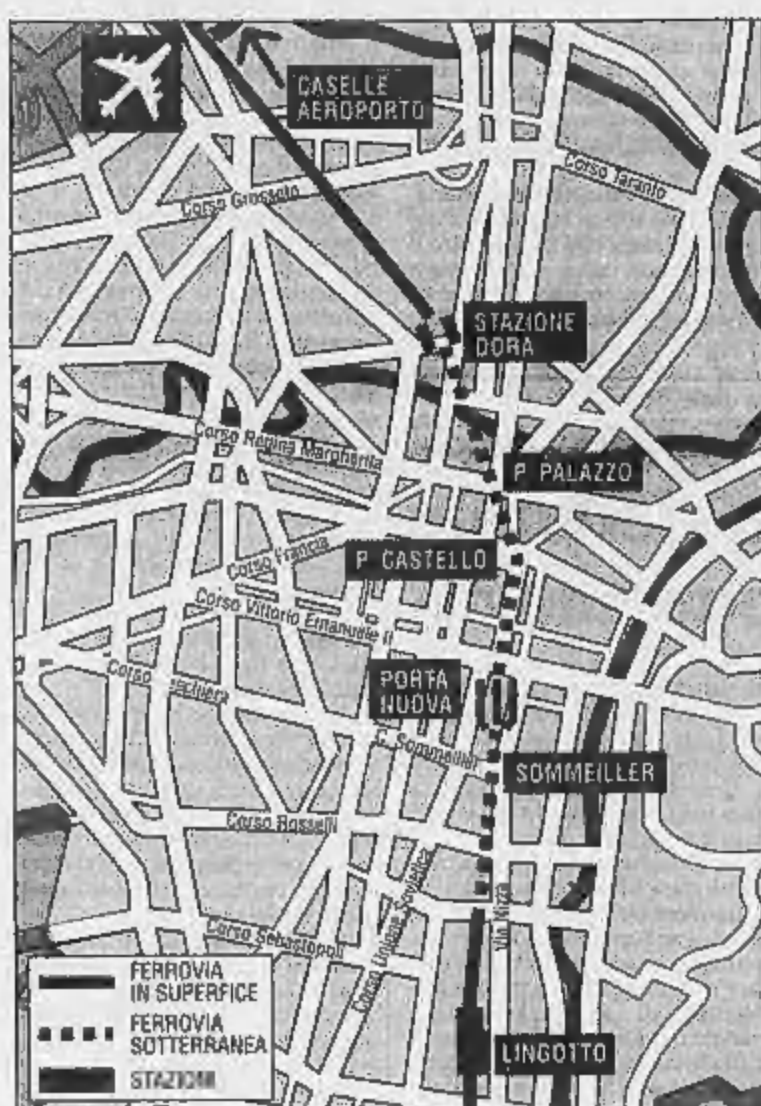 CASELLE
AEROPORTO
Corso Taranto
Corso Grosseto
STAZIONE
DORA
Corso Regina Margherita
P. PALAZZO
Corso Francia
P. CASTELLO
Corso Vittorio Emanuele II
Corso
PORTA
NUOVA
C. Sommeiller
SOMMEILLER
Corso Rosselli
Corso Unione Sovietica
Via Nizza
Corso Sebastopoli
FERROVIA
IN SUPERFICE
FERROVIA
SOTTERRANEA
STAZIONI
LINGOTTO